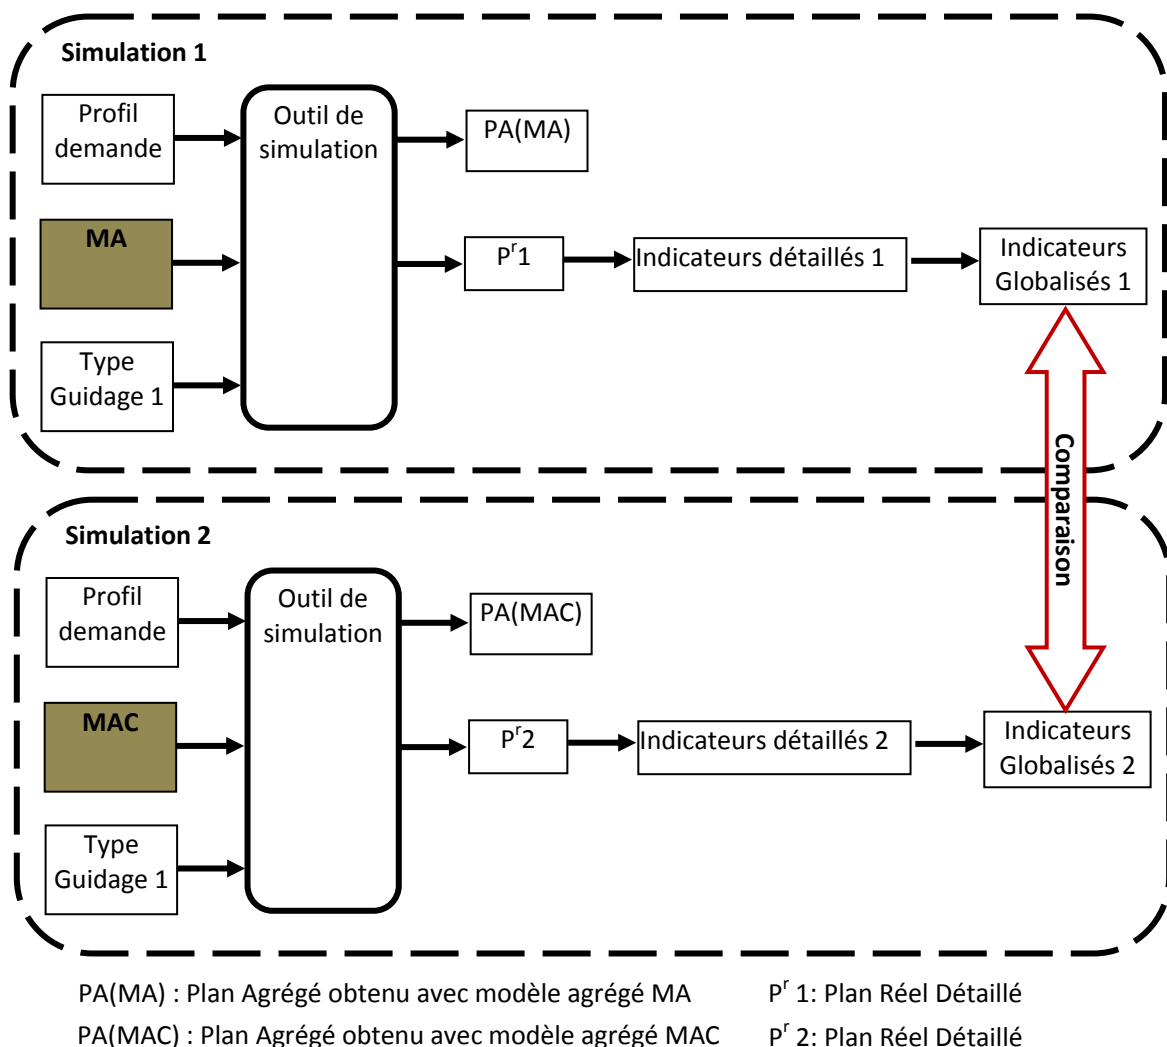 Simulation 1
Profil
demande
Outil de
simulation
PA(MA)
MA
Pʳ1
Indicateurs détaillés 1
Indicateurs
Globalisés 1
Type
Guidage 1
Comparaison
Simulation 2
Profil
demande
Outil de
simulation
PA(MAC)
MAC
Pʳ2
Indicateurs détaillés 2
Indicateurs
Globalisés 2
Type
Guidage 1
PA(MA) : Plan Agrégé obtenu avec modèle agrégé MA
Pʳ 1: Plan Réel Détaillé
PA(MAC) : Plan Agrégé obtenu avec modèle agrégé MAC
Pʳ 2: Plan Réel Détaillé